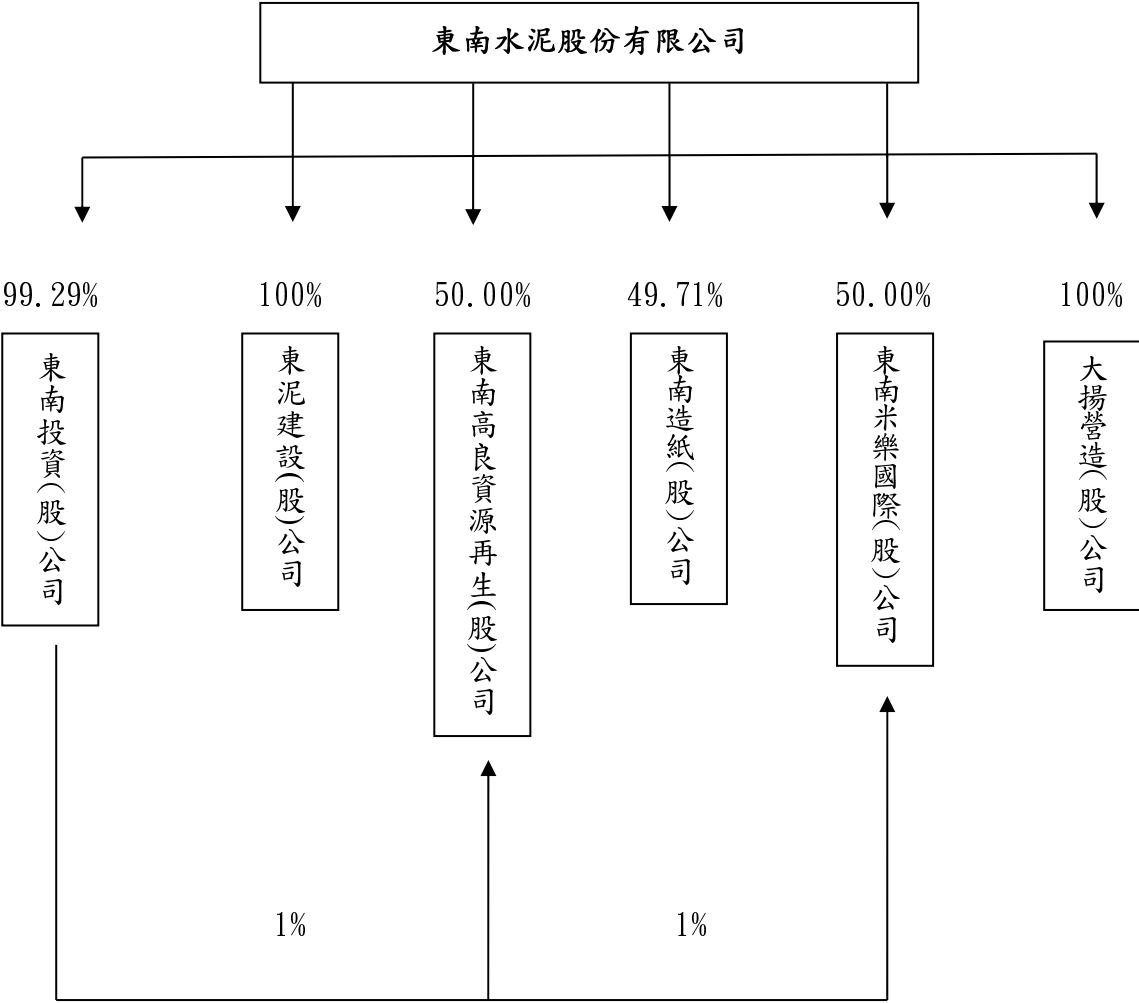 東南水泥股份有限公司
99.29%
100%
50.00%
49.71%
50.00%
100%
東南投資(股)公司
東泥建設(股)公司
東南高良資源再生(股)公司
東南造紙(股)公司
東南米樂國際(股)公司
大揚營造(股)公司
1%
1%